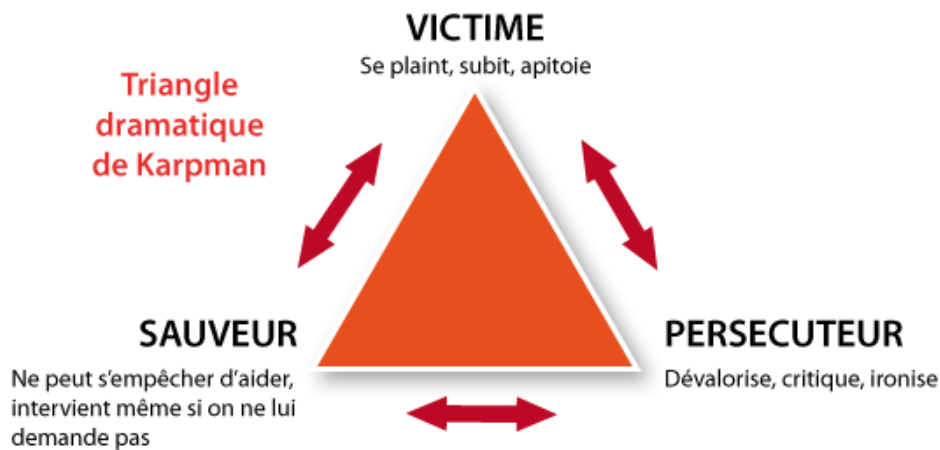 VICTIME
Se plaint, subit, apitoie
Triangle
dramatique
de Karpman
SAUVEUR
Ne peut s'empêcher d'aider,
intervient même si on ne lui
demande pas
PERSECUTEUR
Dévalorise, critique, ironise